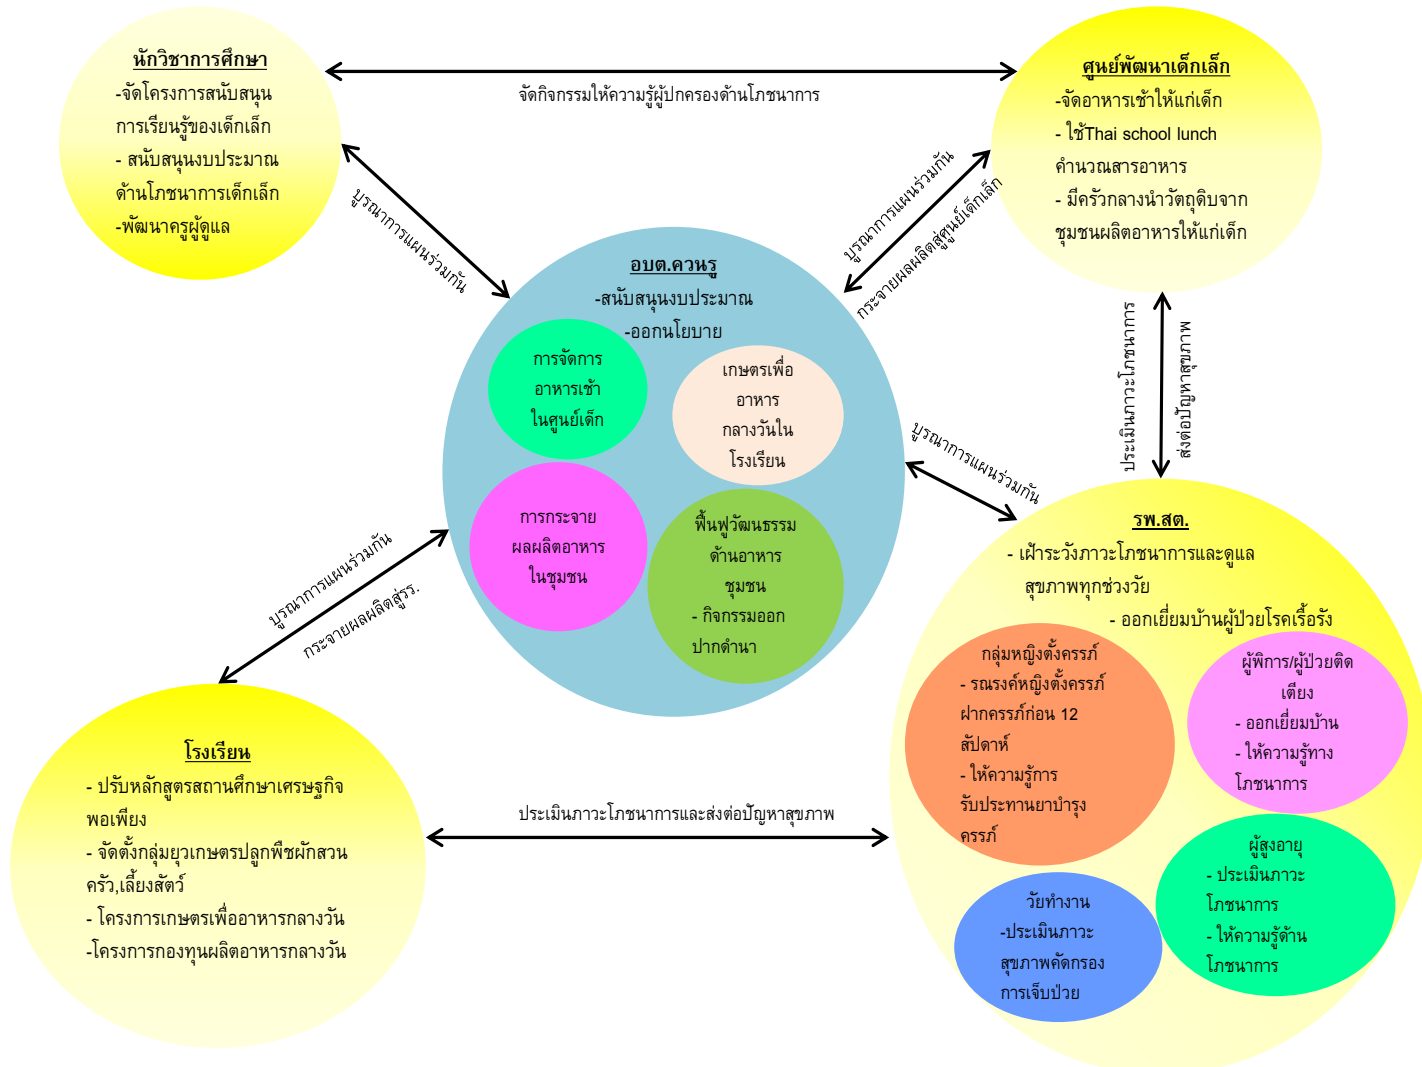 นักวิชาการศึกษา
-จัดโครงการสนับสนุน
การเรียนรู้ของเด็กเล็ก
- สนับสนุนงบประมาณ
ด้านโภชนาการเด็กเล็ก
-พัฒนาครูผู้ดูแล
จัดกิจกรรมให้ความรู้ผู้ปกครองด้านโภชนาการ
ศูนย์พัฒนาเด็กเล็ก
-จัดอาหารเช้าให้แก่เด็ก
- ใช้Thai school lunch
คำนวณสารอาหาร
- มีครัวกลางนำวัตถุดิบจาก
ชุมชนผลิตอาหารให้แก่เด็ก
บูรณาการแผนร่วมกัน
บูรณาการแผนร่วมกัน
กระจายผลผลิตสู่ศูนย์เด็กเล็ก
อบต.ควนรู
-สนับสนุนงบประมาณ
-ออกนโยบาย
การจัดการ
อาหารเช้า
ในศูนย์เด็ก
เกษตรเพื่อ
อาหาร
กลางวันใน
โรงเรียน
การกระจาย
ผลผลิตอาหาร
ในชุมชน
ฟื้นฟูวัฒนธรรม
ด้านอาหาร
ชุมชน
- กิจกรรมออก
ปากดำนา
ประเมินภาวะโภชนาการ
ส่งต่อปัญหาสุขภาพ
บูรณาการแผนร่วมกัน
บูรณาการแผนร่วมกัน
กระจายผลผลิตสู่รร.
รพ.สต.
- เฝ้าระวังภาวะโภชนาการและดูแล
สุขภาพทุกช่วงวัย
- ออกเยี่ยมบ้านผู้ป่วยโรคเรื้อรัง
กลุ่มหญิงตั้งครรภ์
- รณรงค์หญิงตั้งครรภ์
ฝากครรภ์ก่อน 12
สัปดาห์
- ให้ความรู้การ
รับประทานยาบำรุง
ครรภ์
ผู้พิการ/ผู้ป่วยติด
เตียง
- ออกเยี่ยมบ้าน
- ให้ความรู้ทาง
โภชนาการ
ผู้สูงอายุ
- ประเมินภาวะ
โภชนาการ
- ให้ความรู้ด้าน
โภชนาการ
วัยทำงาน
-ประเมินภาวะ
สุขภาพคัดกรอง
การเจ็บป่วย
โรงเรียน
- ปรับหลักสูตรสถานศึกษาเศรษฐกิจ
พอเพียง
- จัดตั้งกลุ่มยุวเกษตรปลูกพืชผักสวน
ครัว,เลี้ยงสัตว์
- โครงการเกษตรเพื่ออาหารกลางวัน
-โครงการกองทุนผลิตอาหารกลางวัน
ประเมินภาวะโภชนาการและส่งต่อปัญหาสุขภาพ